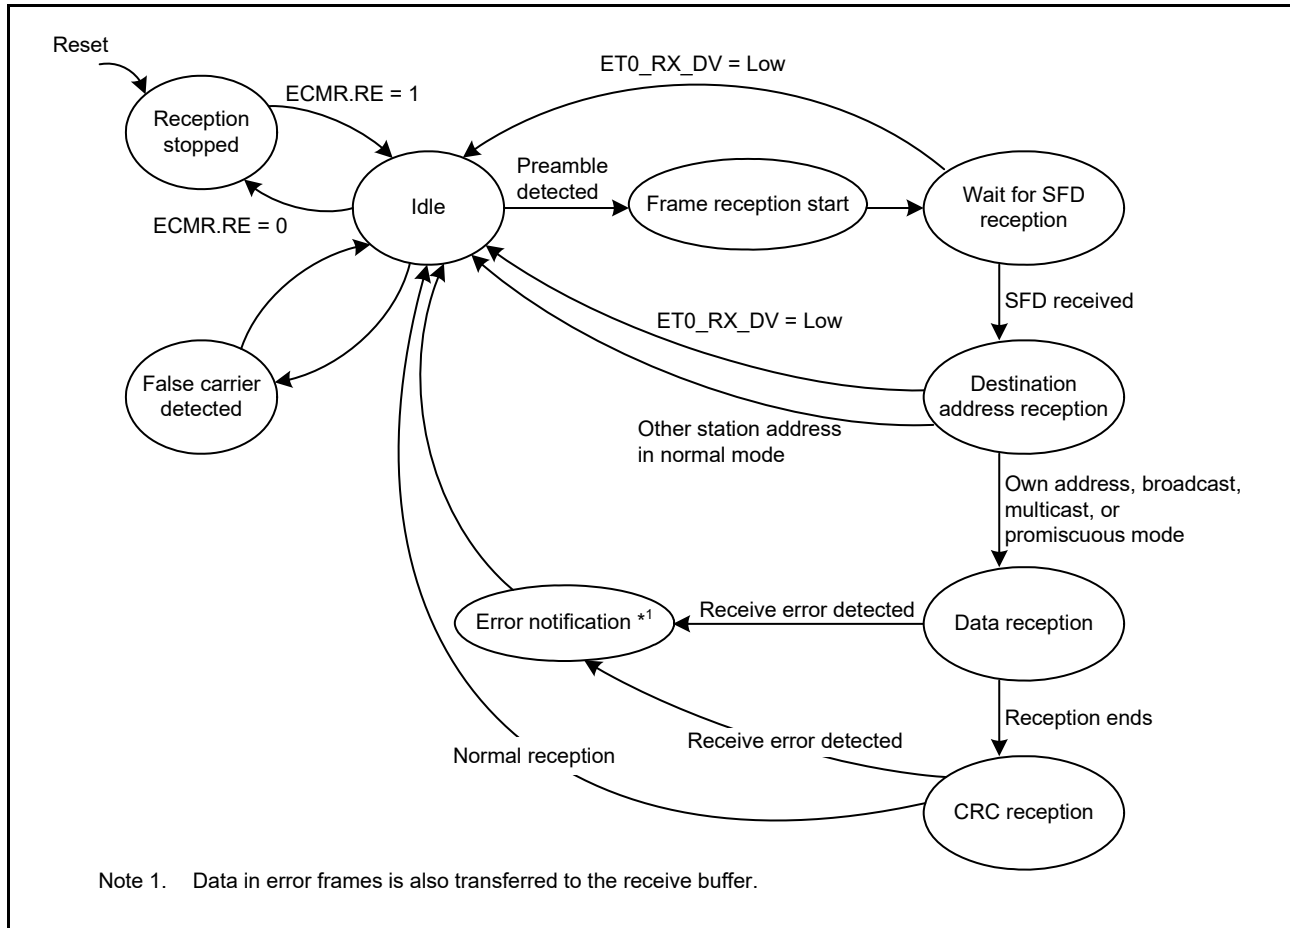 Reset
ET0_RX_DV = Low
ECMR.RE = 1
Reception
stopped
Preamble
detected
Idle
Frame reception start
Wait for SFD
reception
ECMR.RE = 0
SFD received
ET0_RX_DV = Low
False carrier
detected
Destination
address reception
Other station address
in normal mode
Own address, broadcast,
multicast, or
promiscuous mode
Error notification *1
Receive error detected
Data reception
Reception ends
Receive error detected
Normal reception
CRC reception
Note 1. Data in error frames is also transferred to the receive buffer.